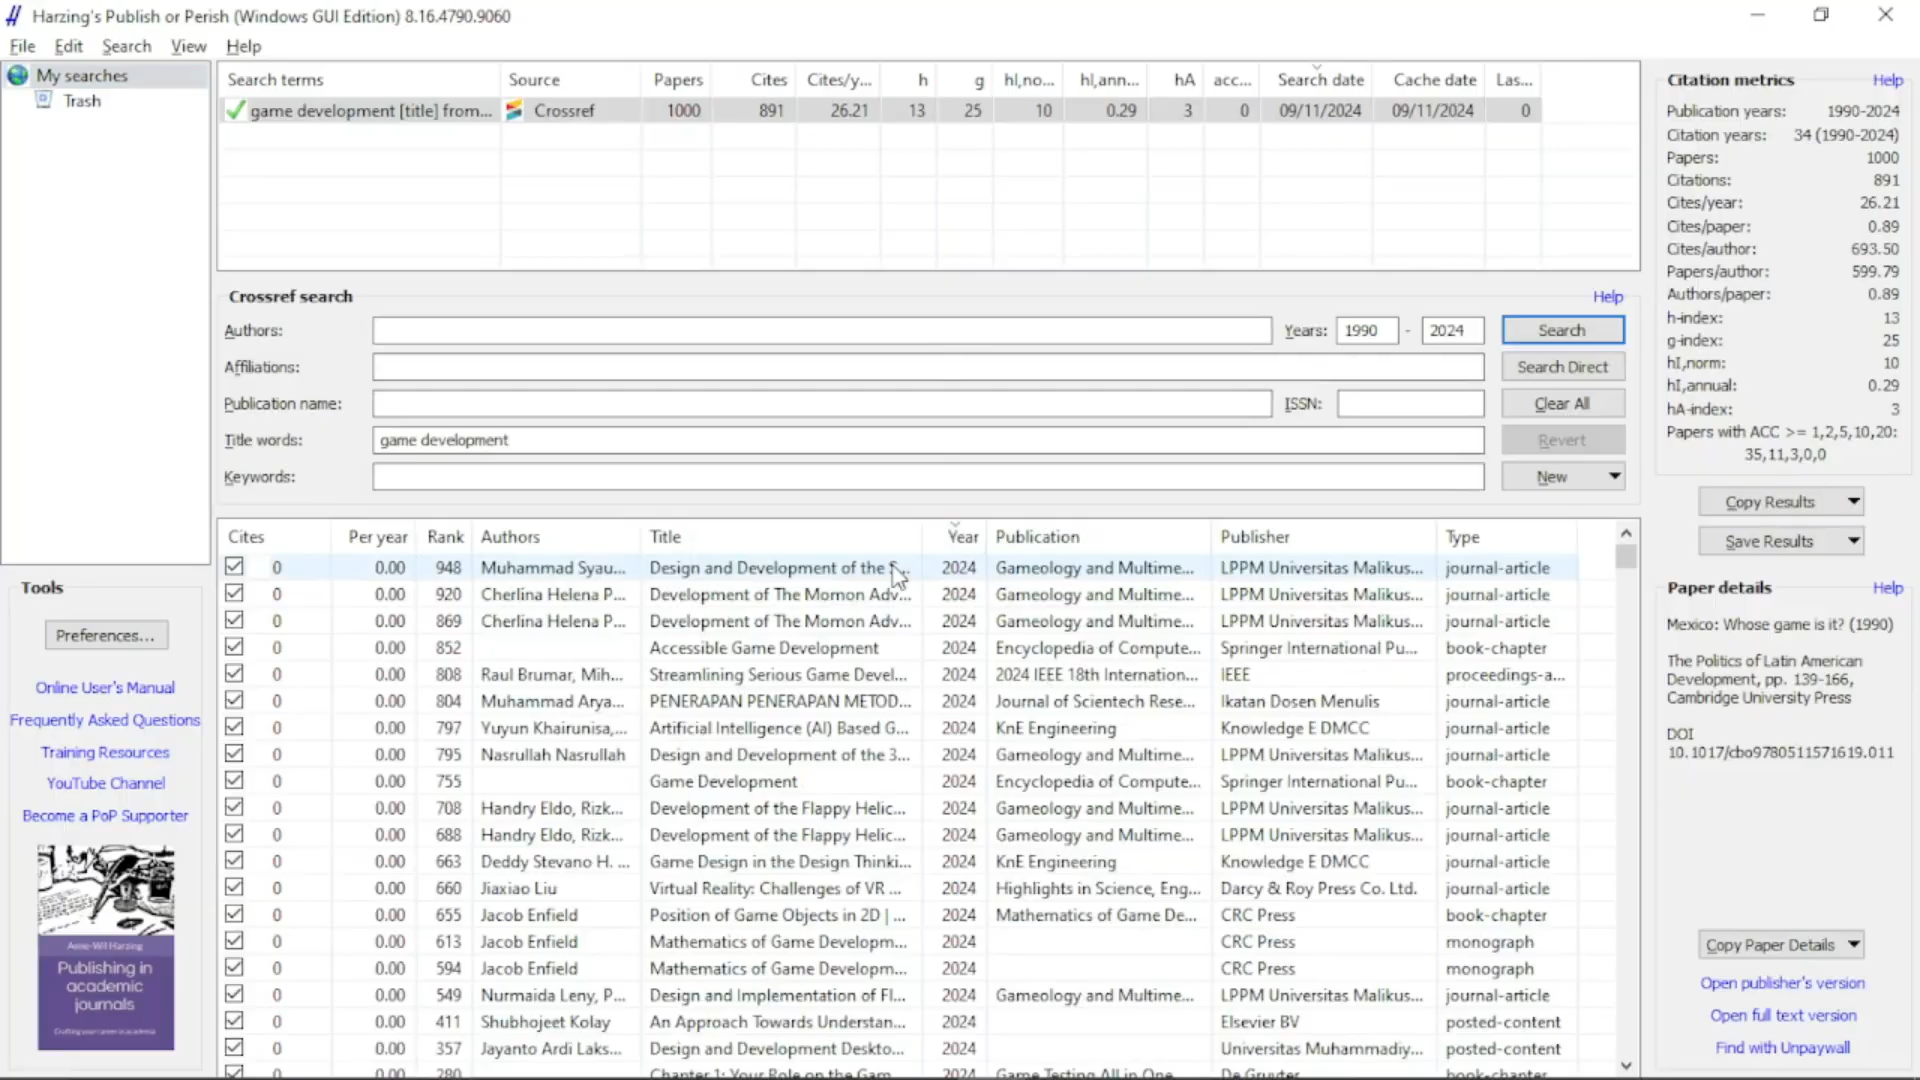 Harzing's Publish or Perish (Windows GUI Edition) 8.16.4790.9060
File Edit Search View Help
My searches
Trash
Search terms Source Papers Cites Cites/y... h g hI,no... hI,ann... hA acc... Search date Cache date Las...
game development [title] from... Crossref 1000 891 26.21 13 25 10 0.29 3 0 09/11/2024 09/11/2024 0
Crossref search Help
Authors: Years: 1990 - 2024 Search
Affiliations: Search Direct
Publication name: ISSN: Clear All
Title words: game development Revert
Keywords: New
Cites Per year Rank Authors Title Year Publication Publisher Type
0 0.00 948 Muhammad Syau... Design and Development of the ... 2024 Gameology and Multime... LPPM Universitas Malikus... journal-article
0 0.00 920 Cherlina Helena P... Development of The Momon Adv... 2024 Gameology and Multime... LPPM Universitas Malikus... journal-article
0 0.00 869 Cherlina Helena P... Development of The Momon Adv... 2024 Gameology and Multime... LPPM Universitas Malikus... journal-article
0 0.00 852 Accessible Game Development 2024 Encyclopedia of Compute... Springer International Pu... book-chapter
0 0.00 808 Raul Brumar, Mih... Streamlining Serious Game Devel... 2024 2024 IEEE 18th Internation... IEEE proceedings-a...
0 0.00 804 Muhammad Arya... PENERAPAN PENERAPAN METOD... 2024 Journal of Scientech Rese... Ikatan Dosen Menulis journal-article
0 0.00 797 Yuyun Khairunisa,... Artificial Intelligence (AI) Based G... 2024 KnE Engineering Knowledge E DMCC journal-article
0 0.00 795 Nasrullah Nasrullah Design and Development of the 3... 2024 Gameology and Multime... LPPM Universitas Malikus... journal-article
0 0.00 755 Game Development 2024 Encyclopedia of Compute... Springer International Pu... book-chapter
0 0.00 708 Handry Eldo, Rizk... Development of the Flappy Helic... 2024 Gameology and Multime... LPPM Universitas Malikus... journal-article
0 0.00 688 Handry Eldo, Rizk... Development of the Flappy Helic... 2024 Gameology and Multime... LPPM Universitas Malikus... journal-article
0 0.00 663 Deddy Stevano H. ... Game Design in the Design Thinki... 2024 KnE Engineering Knowledge E DMCC journal-article
0 0.00 660 Jiaxiao Liu Virtual Reality: Challenges of VR ... 2024 Highlights in Science, Eng... Darcy & Roy Press Co. Ltd. journal-article
0 0.00 655 Jacob Enfield Position of Game Objects in 2D | ... 2024 Mathematics of Game De... CRC Press book-chapter
0 0.00 613 Jacob Enfield Mathematics of Game Developm... 2024 CRC Press monograph
0 0.00 594 Jacob Enfield Mathematics of Game Developm... 2024 CRC Press monograph
0 0.00 549 Nurmaida Leny, P... Design and Implementation of Fl... 2024 Gameology and Multime... LPPM Universitas Malikus... journal-article
0 0.00 411 Shubhojeet Kolay An Approach Towards Understan... 2024 Elsevier BV posted-content
0 0.00 357 Jayanto Ardi Laks... Design and Development Deskto... 2024 Universitas Muhammadiy... posted-content
0 0.00 280 Chapter 1: Your Role on the Gam... 2024 Game Testing All in One De Gruyter book-chapter
Tools
Preferences...
Online User's Manual
Frequently Asked Questions
Training Resources
YouTube Channel
Become a PoP Supporter
Anne-Wil Harzing
Publishing in
academic
journals
Crafting your career in academia
Citation metrics Help
Publication years: 1990-2024
Citation years: 34 (1990-2024)
Papers: 1000
Citations: 891
Cites/year: 26.21
Cites/paper: 0.89
Cites/author: 693.50
Papers/author: 599.79
Authors/paper: 0.89
h-index: 13
g-index: 25
hI,norm: 10
hI,annual: 0.29
hA-index: 3
Papers with ACC >= 1,2,5,10,20:
35,11,3,0,0
Copy Results
Save Results
Paper details Help
Mexico: Whose game is it? (1990)
The Politics of Latin American
Development, pp. 139-166,
Cambridge University Press
DOI
10.1017/cbo9780511571619.011
Copy Paper Details
Open publisher's version
Open full text version
Find with Unpaywall